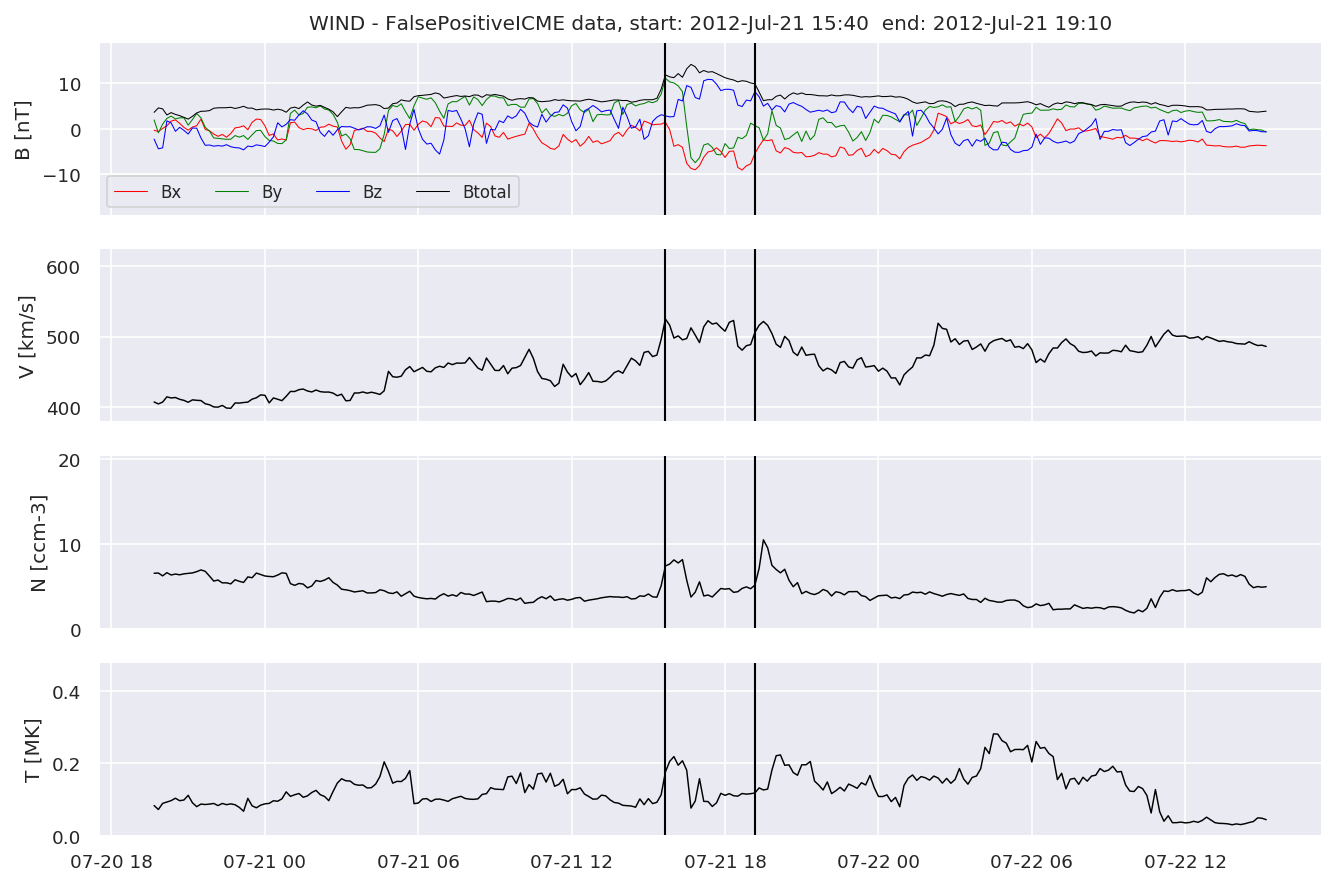 WIND - FalsePositiveICME data, start: 2012-Jul-21 15:40  end: 2012-Jul-21 19:10
B [nT]
10
0
−10
Bx By Bz Btotal
V [km/s]
600
500
400
N [ccm-3]
20
10
0
T [MK]
0.4
0.2
0.0
07-20 18 07-21 00 07-21 06 07-21 12 07-21 18 07-22 00 07-22 06 07-22 12